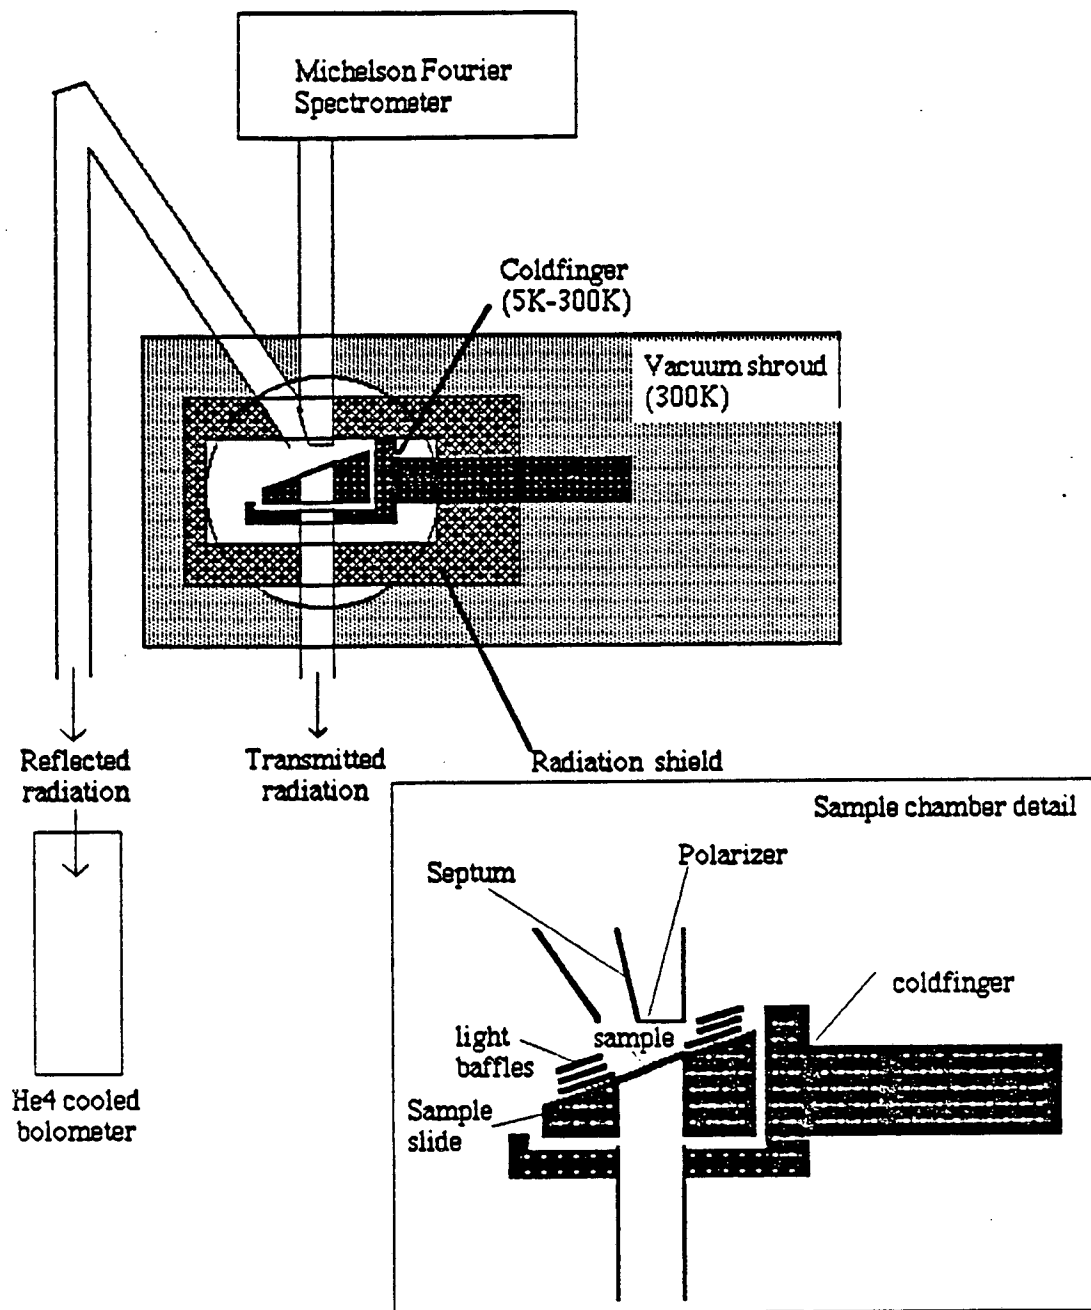 Michelson Fourier
Spectrometer
Coldfinger
(5K-300K)
Vacuum shroud
(300K)
Reflected
radiation
Transmitted
radiation
Radiation shield
He4 cooled
bolometer
Sample chamber detail
Polarizer
Septum
coldfinger
light
baffles
sample
Sample
slide